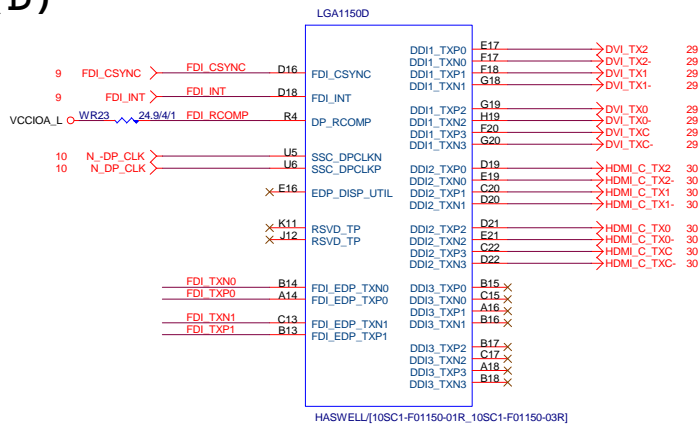 D)
LGA1150D
9 FDI_CSYNC FDI_CSYNC D16 FDI_CSYNC
9 FDI_INT FDI_INT D18 FDI_INT
VCCIOA_L WR23 24.9/4/1 FDI_RCOMP R4 DP_RCOMP
10 N_-DP_CLK U5 SSC_DPCLKN
10 N_DP_CLK U6 SSC_DPCLKP
E16 EDP_DISP_UTIL
K11 RSVD_TP
J12 RSVD_TP
FDI_TXN0 B14 FDI_EDP_TXN0
FDI_TXP0 A14 FDI_EDP_TXP0
FDI_TXN1 C13 FDI_EDP_TXN1
FDI_TXP1 B13 FDI_EDP_TXP1
DDI1_TXP0 E17 DVI_TX2 29
DDI1_TXN0 F17 DVI_TX2- 29
DDI1_TXP1 F18 DVI_TX1 29
DDI1_TXN1 G18 DVI_TX1- 29
DDI1_TXP2 G19 DVI_TX0 29
DDI1_TXN2 H19 DVI_TX0- 29
DDI1_TXP3 F20 DVI_TXC 29
DDI1_TXN3 G20 DVI_TXC- 29
DDI2_TXP0 D19 HDMI_C_TX2 30
DDI2_TXN0 E19 HDMI_C_TX2- 30
DDI2_TXP1 C20 HDMI_C_TX1 30
DDI2_TXN1 D20 HDMI_C_TX1- 30
DDI2_TXP2 D21 HDMI_C_TX0 30
DDI2_TXN2 E21 HDMI_C_TX0- 30
DDI2_TXP3 C22 HDMI_C_TXC 30
DDI2_TXN3 D22 HDMI_C_TXC- 30
DDI3_TXP0 B15
DDI3_TXN0 C15
DDI3_TXP1 A16
DDI3_TXN1 B16
DDI3_TXP2 B17
DDI3_TXN2 C17
DDI3_TXP3 A18
DDI3_TXN3 B18
HASWELL/[10SC1-F01150-01R_10SC1-F01150-03R]